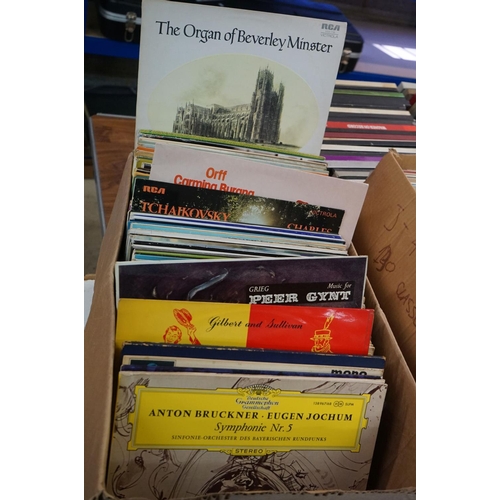 The Organ of Beverley Minster
RCA
Orff
Carmina Burana
RCA
TCHAIKOVSKY
CHARLES
GRIEG
Music for
PEER GYNT
Gilbert and Sullivan
mono
Deutsche
Grammophon
Gesellschaft
ANTON BRUCKNER · EUGEN JOCHUM
Symphonie Nr. 5
SINFONIE-ORCHESTER DES BAYERISCHEN RUNDFUNKS
STEREO